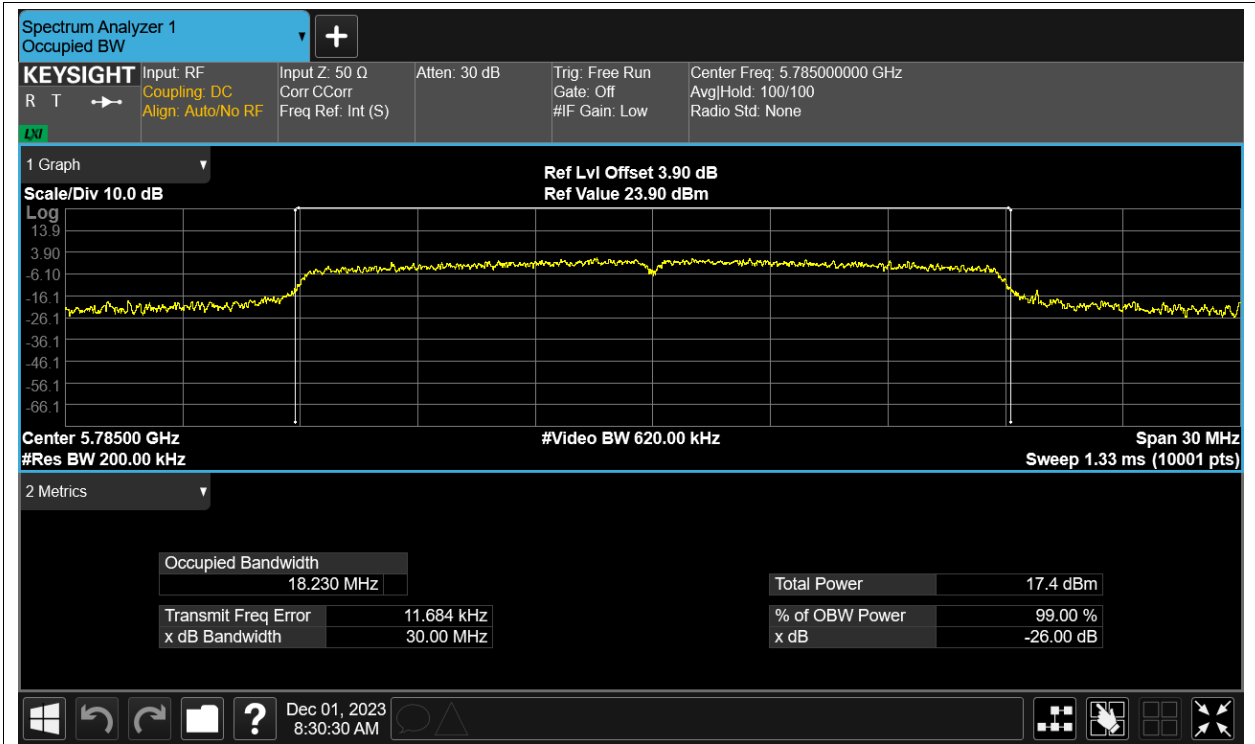 Spectrum Analyzer 1
Occupied BW
KEYSIGHT
R T
LXI
Input: RF
Coupling: DC
Align: Auto/No RF
Input Z: 50 Ω
Corr CCorr
Freq Ref: Int (S)
Atten: 30 dB
Trig: Free Run
Gate: Off
#IF Gain: Low
Center Freq: 5.785000000 GHz
Avg|Hold: 100/100
Radio Std: None
1 Graph
Scale/Div 10.0 dB
Ref Lvl Offset 3.90 dB
Ref Value 23.90 dBm
Log
13.9
3.90
-6.10
-16.1
-26.1
-36.1
-46.1
-56.1
-66.1
Center 5.78500 GHz
#Res BW 200.00 kHz
#Video BW 620.00 kHz
Span 30 MHz
Sweep 1.33 ms (10001 pts)
2 Metrics
Occupied Bandwidth
18.230 MHz
Transmit Freq Error 11.684 kHz
x dB Bandwidth 30.00 MHz
Total Power 17.4 dBm
% of OBW Power 99.00 %
x dB -26.00 dB
?
Dec 01, 2023
8:30:30 AM